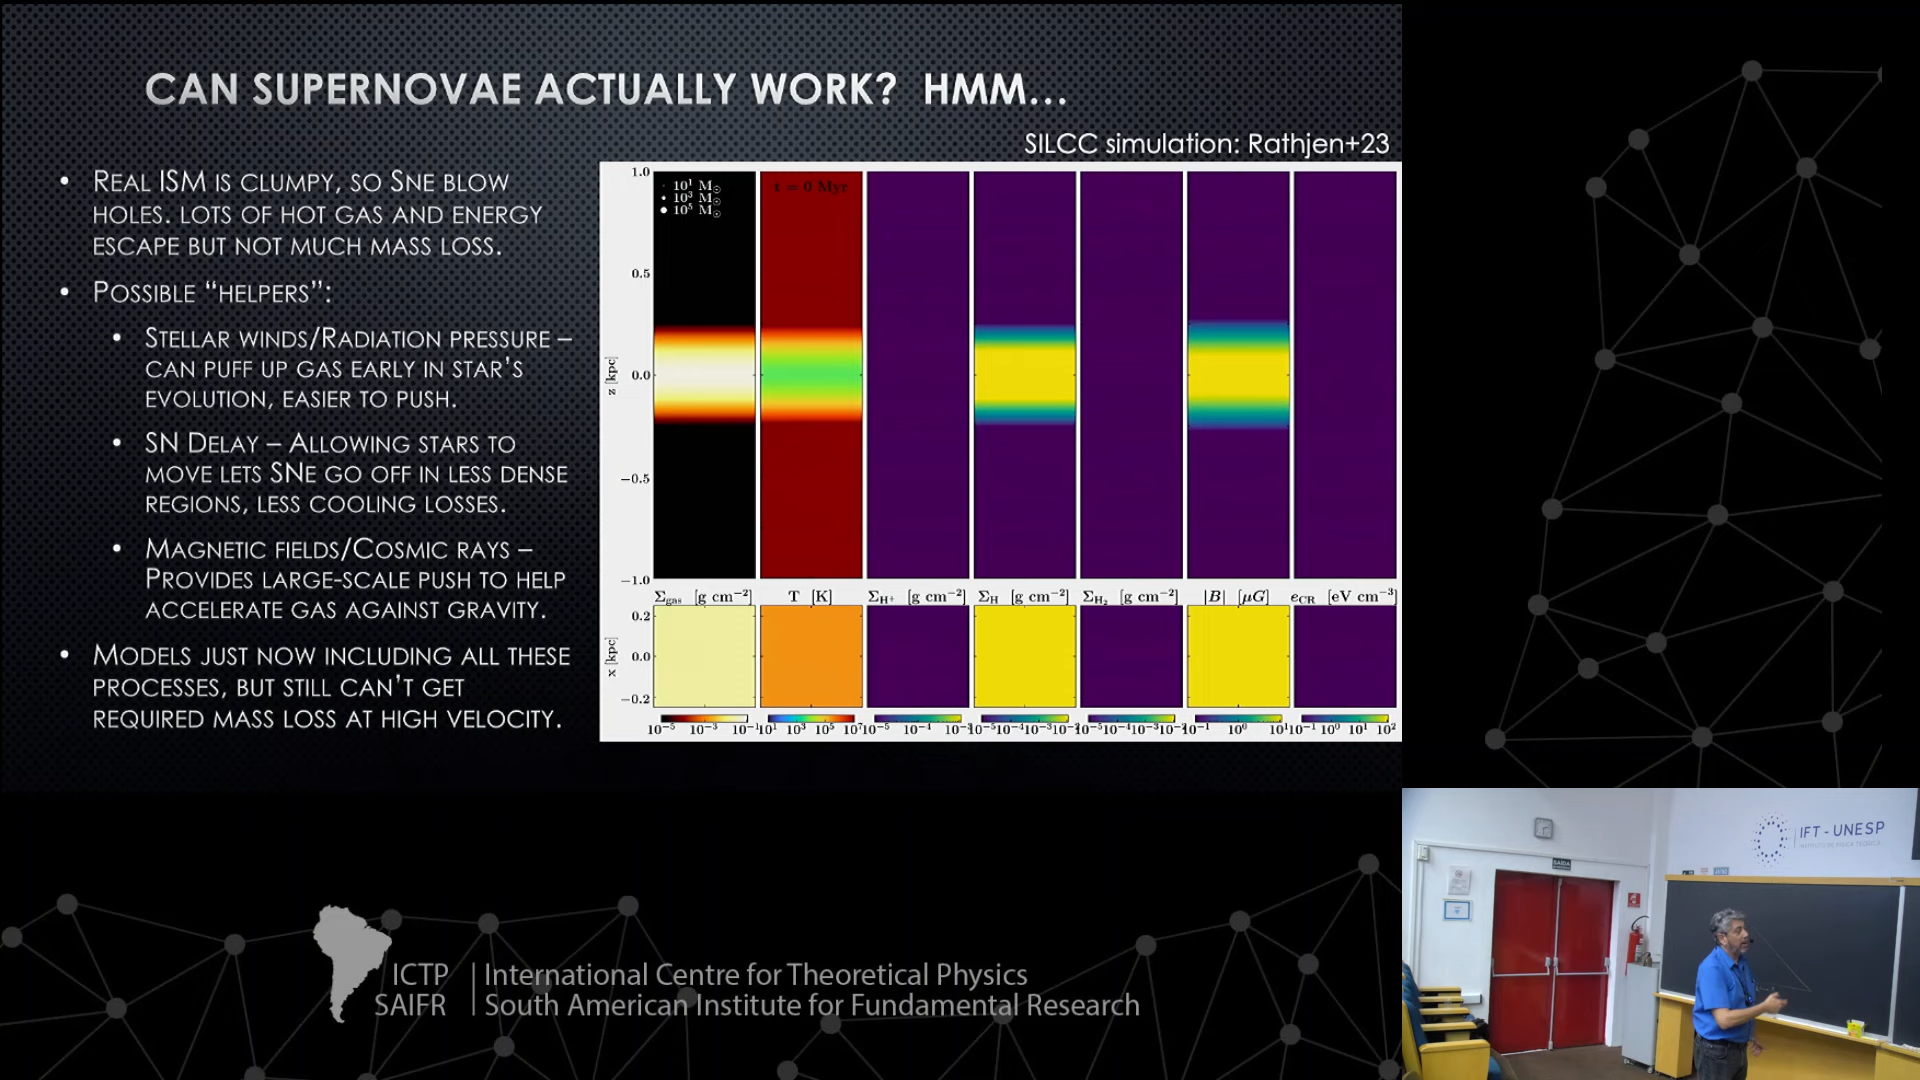 CAN SUPERNOVAE ACTUALLY WORK? HMM...
SILCC simulation: Rathjen+23
• REAL ISM IS CLUMPY, SO SNE BLOW
HOLES. LOTS OF HOT GAS AND ENERGY
ESCAPE BUT NOT MUCH MASS LOSS.
• POSSIBLE “HELPERS”:
• STELLAR WINDS/RADIATION PRESSURE –
CAN PUFF UP GAS EARLY IN STAR’S
EVOLUTION, EASIER TO PUSH.
• SN DELAY – ALLOWING STARS TO
MOVE LETS SNE GO OFF IN LESS DENSE
REGIONS, LESS COOLING LOSSES.
• MAGNETIC FIELDS/COSMIC RAYS –
PROVIDES LARGE-SCALE PUSH TO HELP
ACCELERATE GAS AGAINST GRAVITY.
• MODELS JUST NOW INCLUDING ALL THESE
PROCESSES, BUT STILL CAN’T GET
REQUIRED MASS LOSS AT HIGH VELOCITY.
10¹ M☉
10³ M☉
10⁵ M☉
t = 0 Myr
1.0
0.5
0.0
−0.5
−1.0
z [kpc]
Σgas [g cm⁻²] T [K] ΣH⁺ [g cm⁻²] ΣH [g cm⁻²] ΣH₂ [g cm⁻²] |B| [μG] eCR [eV cm⁻³]
0.2
0.0
−0.2
x [kpc]
10⁻⁵ 10⁻³ 10⁻¹ 10¹ 10³ 10⁵ 10⁷ 10⁻⁵ 10⁻⁴ 10⁻³ 10⁻⁵ 10⁻⁴ 10⁻³ 10⁻² 10⁻⁵ 10⁻⁴ 10⁻³ 10⁻² 10⁻¹ 10⁰ 10¹ 10⁻¹ 10⁰ 10¹ 10²
IFT - UNESP
SAÍDA
ICTP | International Centre for Theoretical Physics
SAIFR | South American Institute for Fundamental Research